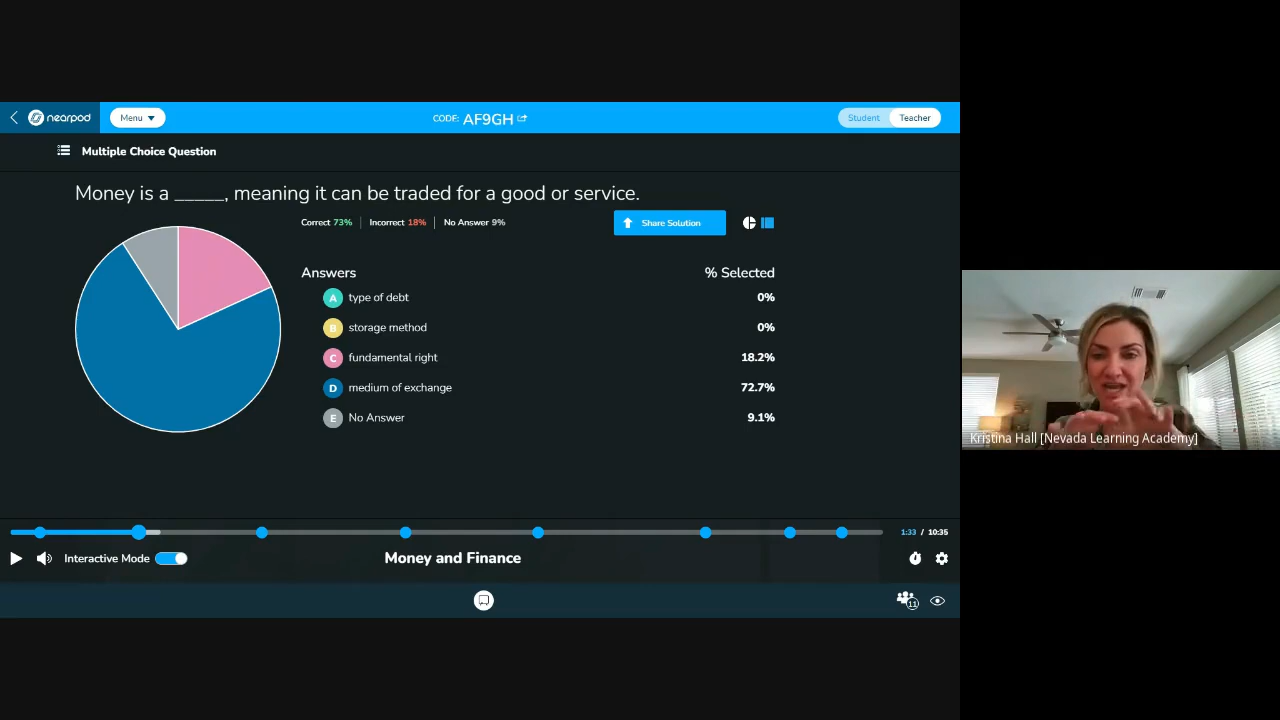 nearpod
Menu
CODE: AF9GH
Student
Teacher
Multiple Choice Question
Money is a _____, meaning it can be traded for a good or service.
Correct 73% | Incorrect 18% | No Answer 9%
Share Solution
Answers
% Selected
A type of debt 0%
B storage method 0%
C fundamental right 18.2%
D medium of exchange 72.7%
E No Answer 9.1%
Kristina Hall [Nevada Learning Academy]
1:33 / 10:35
Interactive Mode
Money and Finance
11